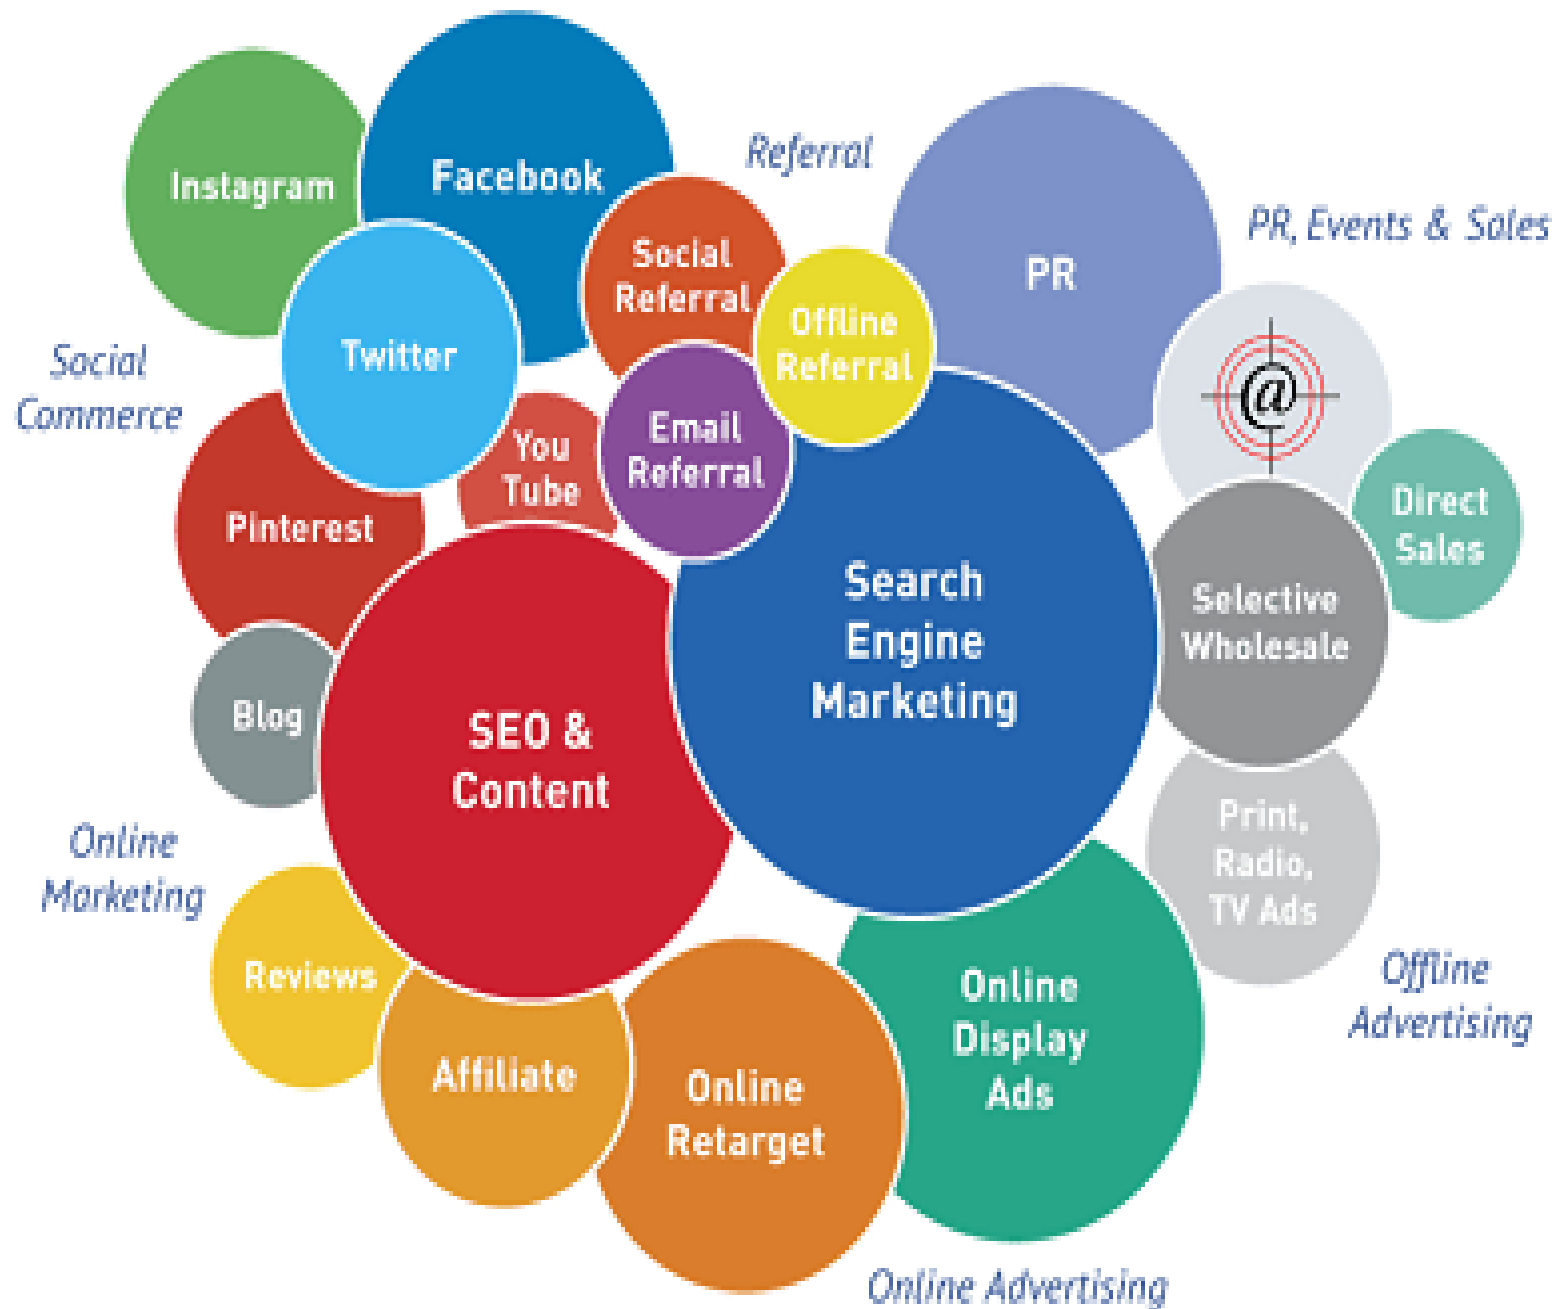 Instagram
Facebook
Referral
PR, Events & Sales
Social
Referral
PR
Offline
Referral
Twitter
Social
Commerce
@
You
Tube
Email
Referral
Pinterest
Direct
Sales
Search
Engine
Marketing
Selective
Wholesale
Blog
SEO &
Content
Online
Marketing
Print,
Radio,
TV Ads
Reviews
Offline
Advertising
Affiliate
Online
Retarget
Online
Display
Ads
Online Advertising